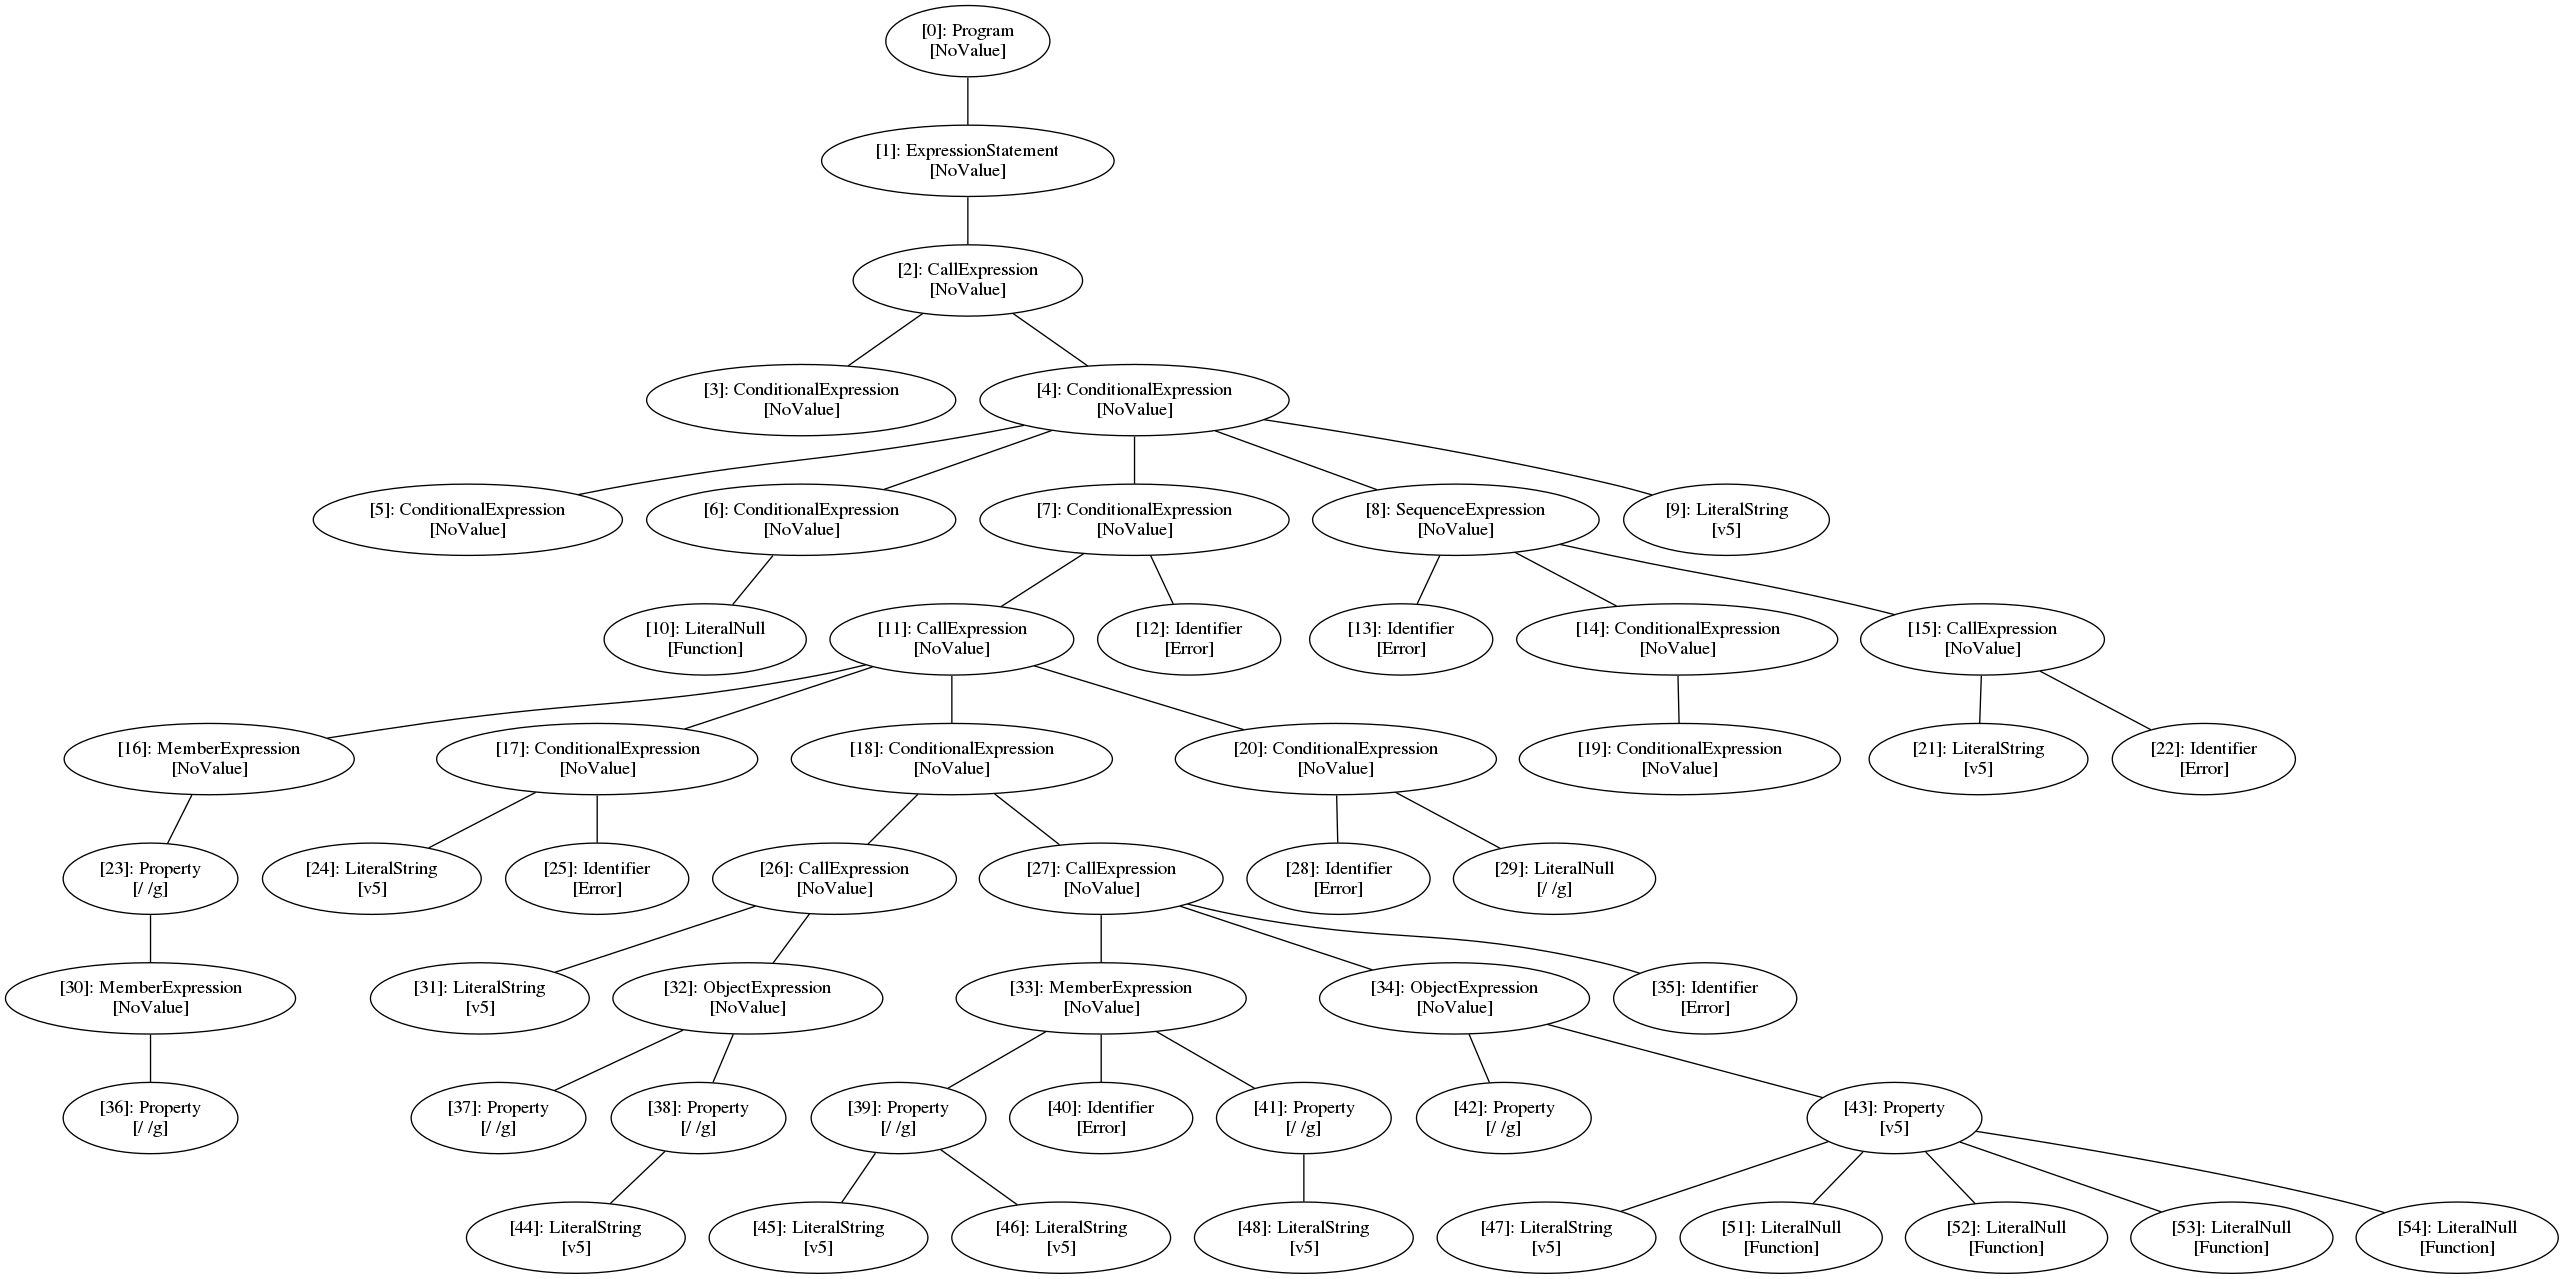 [0]: Program
[NoValue]
[1]: ExpressionStatement
[NoValue]
[2]: CallExpression
[NoValue]
[3]: ConditionalExpression
[NoValue]
[4]: ConditionalExpression
[NoValue]
[5]: ConditionalExpression
[NoValue]
[6]: ConditionalExpression
[NoValue]
[7]: ConditionalExpression
[NoValue]
[8]: SequenceExpression
[NoValue]
[9]: LiteralString
[v5]
[10]: LiteralNull
[Function]
[11]: CallExpression
[NoValue]
[12]: Identifier
[Error]
[13]: Identifier
[Error]
[14]: ConditionalExpression
[NoValue]
[15]: CallExpression
[NoValue]
[16]: MemberExpression
[NoValue]
[17]: ConditionalExpression
[NoValue]
[18]: ConditionalExpression
[NoValue]
[20]: ConditionalExpression
[NoValue]
[19]: ConditionalExpression
[NoValue]
[21]: LiteralString
[v5]
[22]: Identifier
[Error]
[23]: Property
[/ /g]
[24]: LiteralString
[v5]
[25]: Identifier
[Error]
[26]: CallExpression
[NoValue]
[27]: CallExpression
[NoValue]
[28]: Identifier
[Error]
[29]: LiteralNull
[/ /g]
[30]: MemberExpression
[NoValue]
[31]: LiteralString
[v5]
[32]: ObjectExpression
[NoValue]
[33]: MemberExpression
[NoValue]
[34]: ObjectExpression
[NoValue]
[35]: Identifier
[Error]
[36]: Property
[/ /g]
[37]: Property
[/ /g]
[38]: Property
[/ /g]
[39]: Property
[/ /g]
[40]: Identifier
[Error]
[41]: Property
[/ /g]
[42]: Property
[/ /g]
[43]: Property
[v5]
[44]: LiteralString
[v5]
[45]: LiteralString
[v5]
[46]: LiteralString
[v5]
[48]: LiteralString
[v5]
[47]: LiteralString
[v5]
[51]: LiteralNull
[Function]
[52]: LiteralNull
[Function]
[53]: LiteralNull
[Function]
[54]: LiteralNull
[Function]